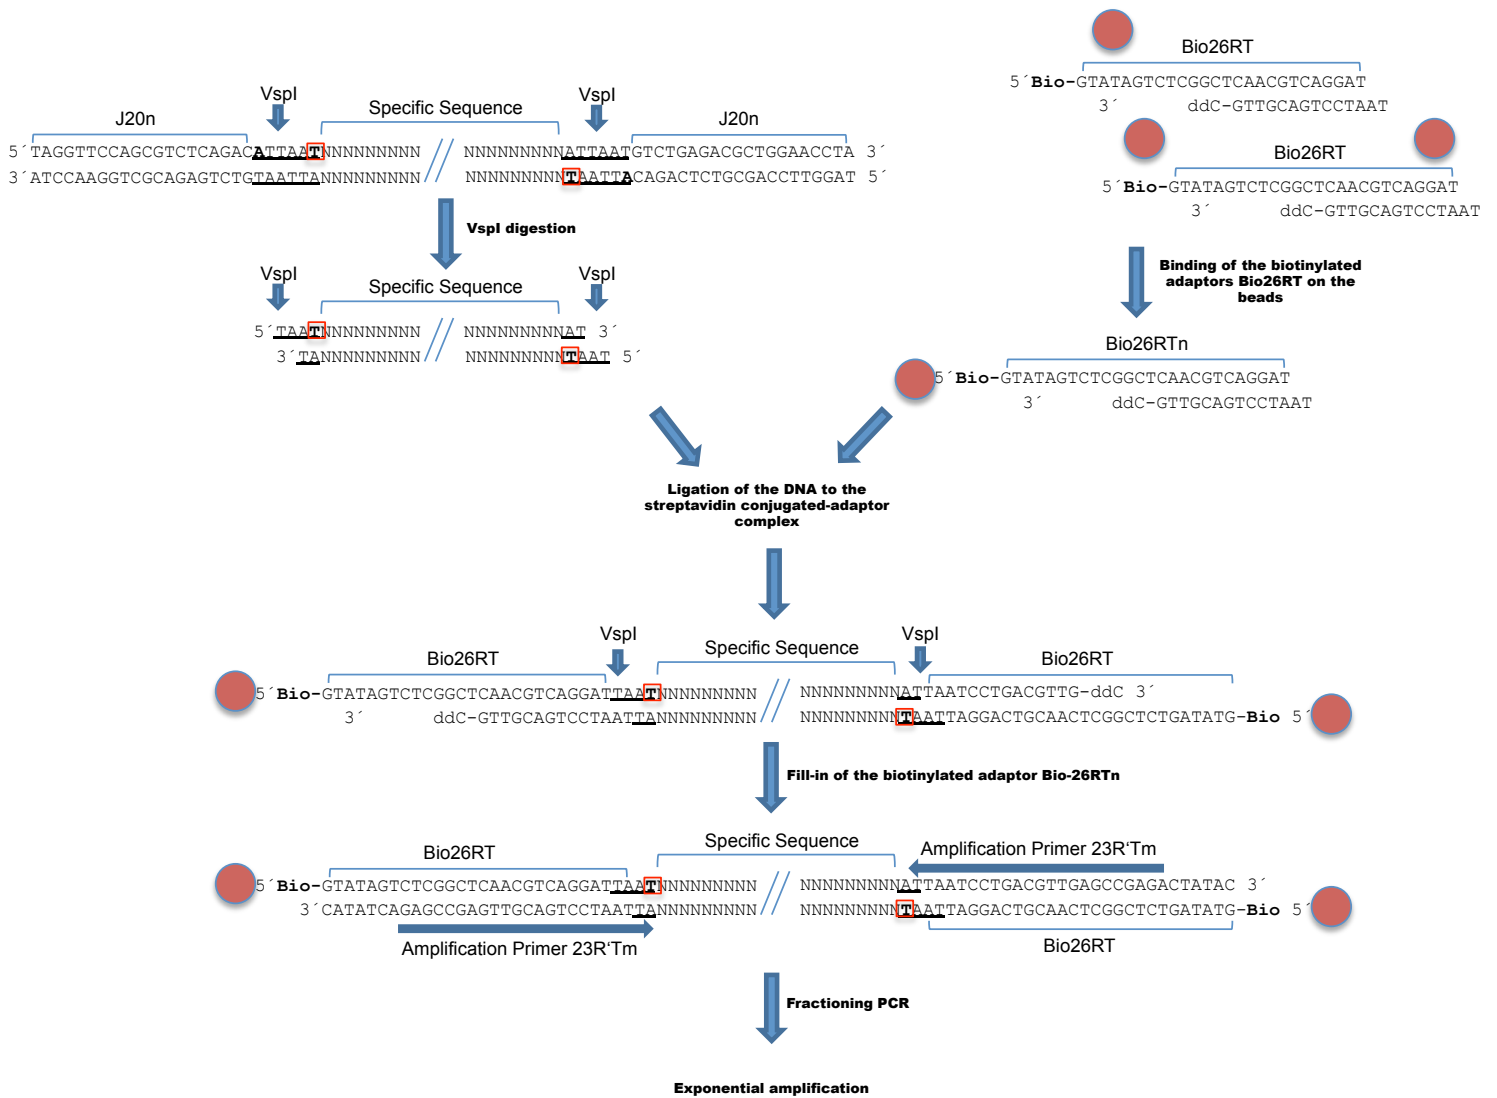 Bio26RT
5´Bio-GTATAGTCTCGGCTCAACGTCAGGAT
3´ ddC-GTTGCAGTCCTAAT
Bio26RT
5´Bio-GTATAGTCTCGGCTCAACGTCAGGAT
3´ ddC-GTTGCAGTCCTAAT
Binding of the biotinylated
adaptors Bio26RT on the
beads
Bio26RTn
5´Bio-GTATAGTCTCGGCTCAACGTCAGGAT
3´ ddC-GTTGCAGTCCTAAT
VspI Specific Sequence VspI
J20n J20n
5´TAGGTTCCAGCGTCTCAGACATTAATNNNNNNNNN NNNNNNNNNATTAATGTCTGAGACGCTGGAACCTA 3´
3´ATCCAAGGTCGCAGAGTCTGTAATTANNNNNNNNN NNNNNNNNNTAATTACAGACTCTGCGACCTTGGAT 5´
VspI digestion
VspI Specific Sequence VspI
5´TAATNNNNNNNNN NNNNNNNNNAT 3´
3´TANNNNNNNNN NNNNNNNNNTAAT 5´
Ligation of the DNA to the
streptavidin conjugated-adaptor
complex
VspI Specific Sequence VspI
Bio26RT Bio26RT
5´Bio-GTATAGTCTCGGCTCAACGTCAGGATTAATNNNNNNNNN NNNNNNNNNATTAATCCTGACGTTG-ddC 3´
3´ ddC-GTTGCAGTCCTAATTANNNNNNNNN NNNNNNNNNTAATTAGGACTGCAACTCGGCTCTGATATG-Bio 5´
Fill-in of the biotinylated adaptor Bio-26RTn
Specific Sequence
Bio26RT Amplification Primer 23R'Tm
5´Bio-GTATAGTCTCGGCTCAACGTCAGGATTAATNNNNNNNNN NNNNNNNNNATTAATCCTGACGTTGAGCCGAGACTATAC 3´
3´CATATCAGAGCCGAGTTGCAGTCCTAATTANNNNNNNNN NNNNNNNNNTAATTAGGACTGCAACTCGGCTCTGATATG-Bio 5´
Amplification Primer 23R'Tm Bio26RT
Fractioning PCR
Exponential amplification